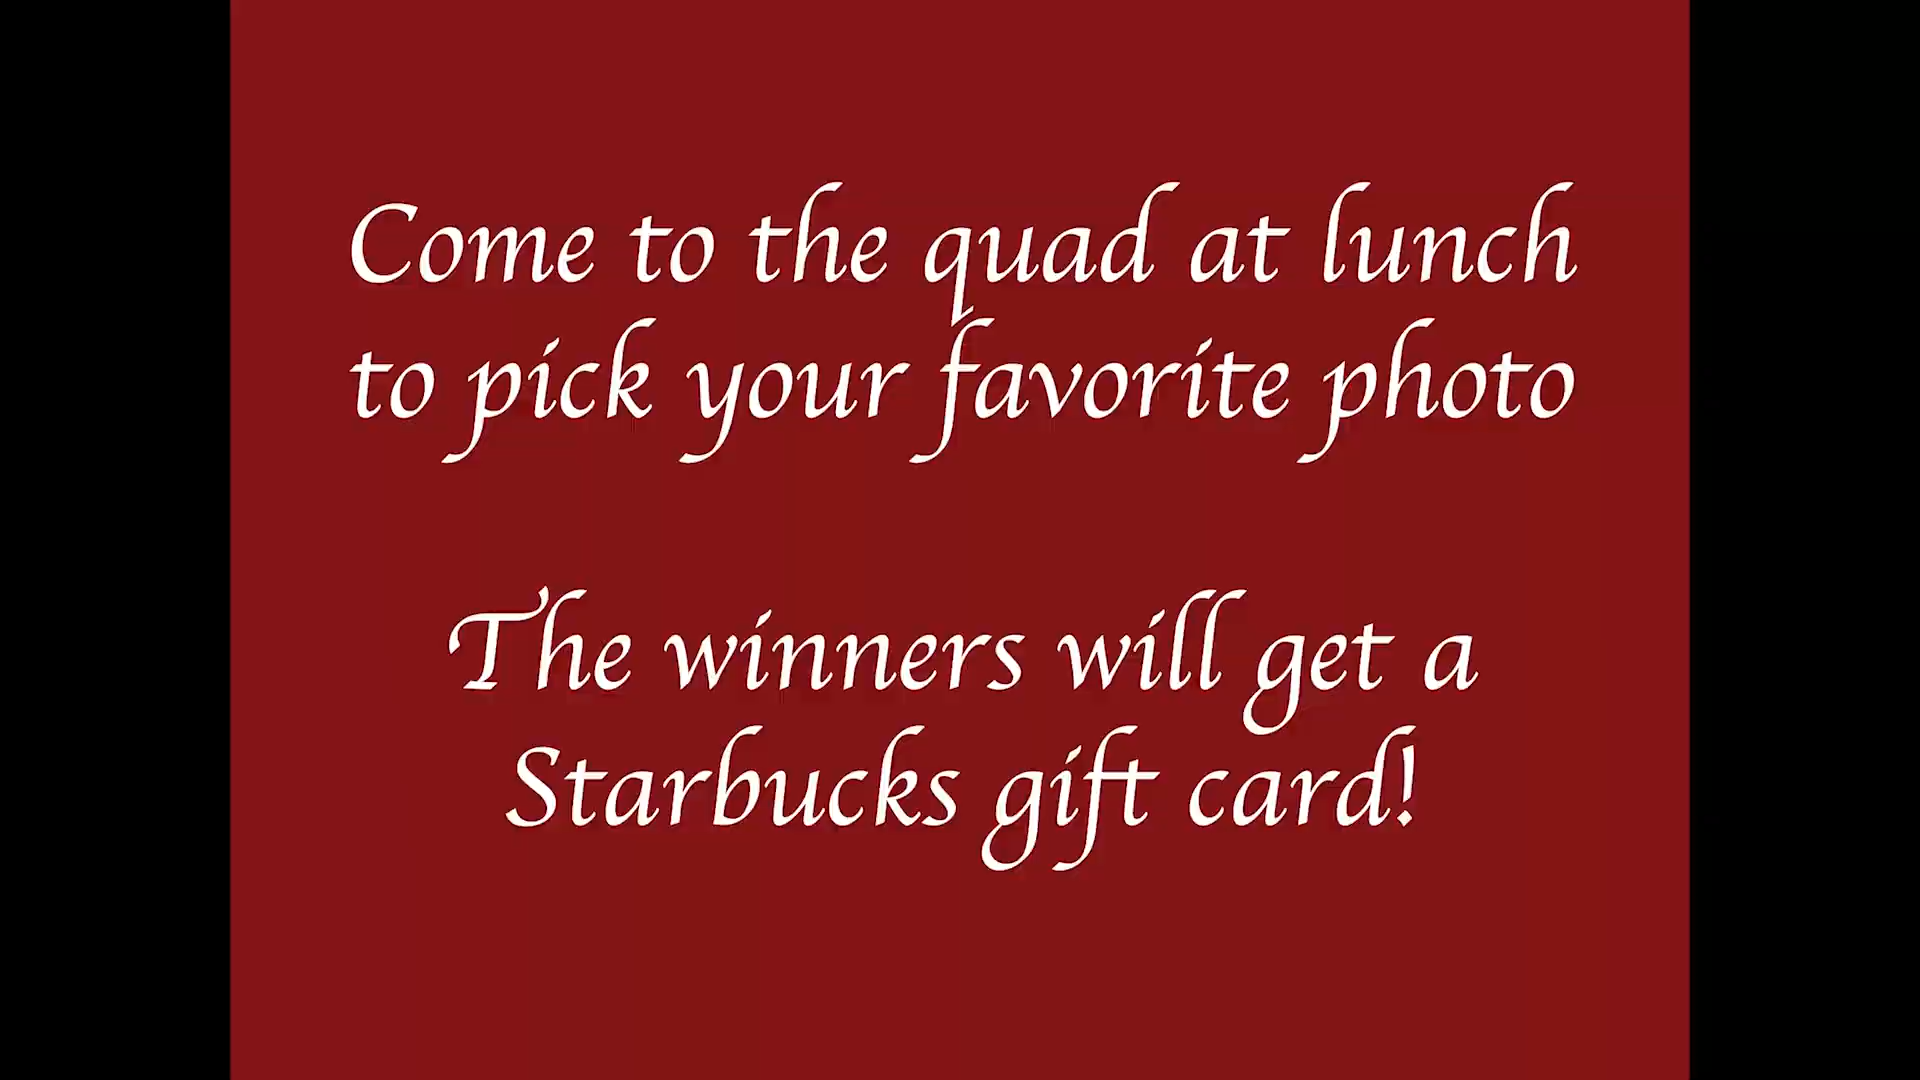 Come to the quad at lunch
to pick your favorite photo
The winners will get a
Starbucks gift card!